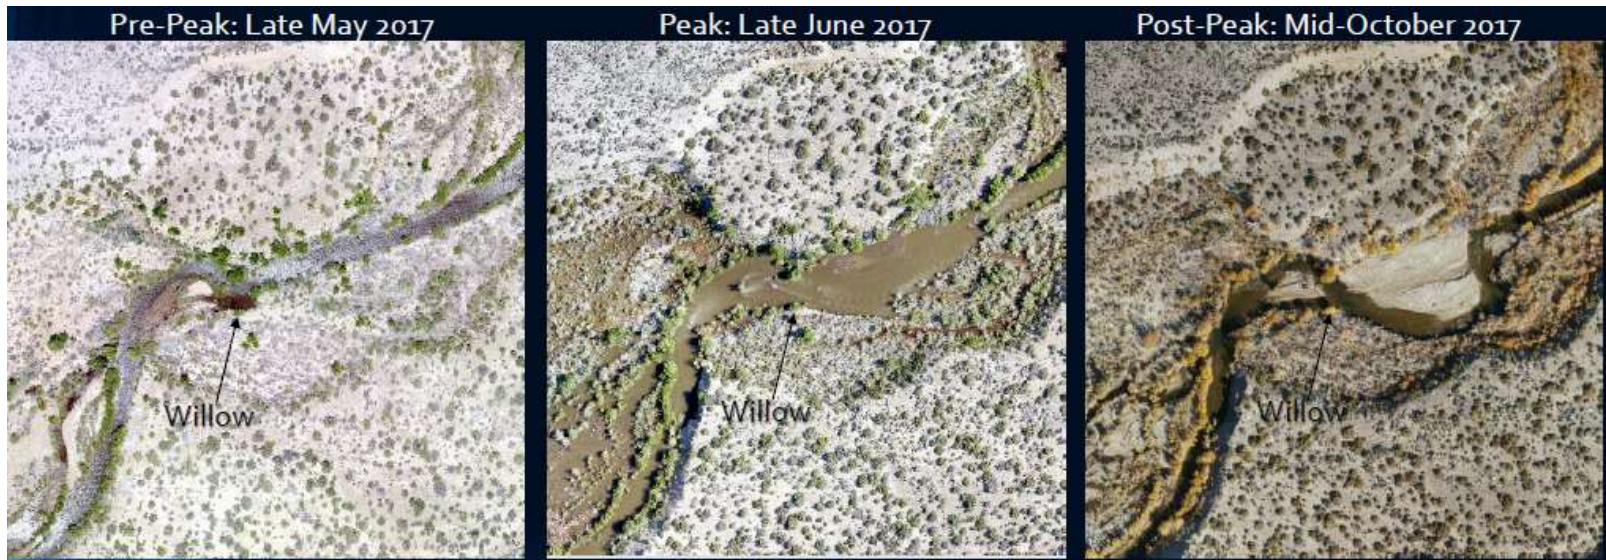 Pre-Peak: Late May 2017
Peak: Late June 2017
Post-Peak: Mid-October 2017
Willow
Willow
Willow